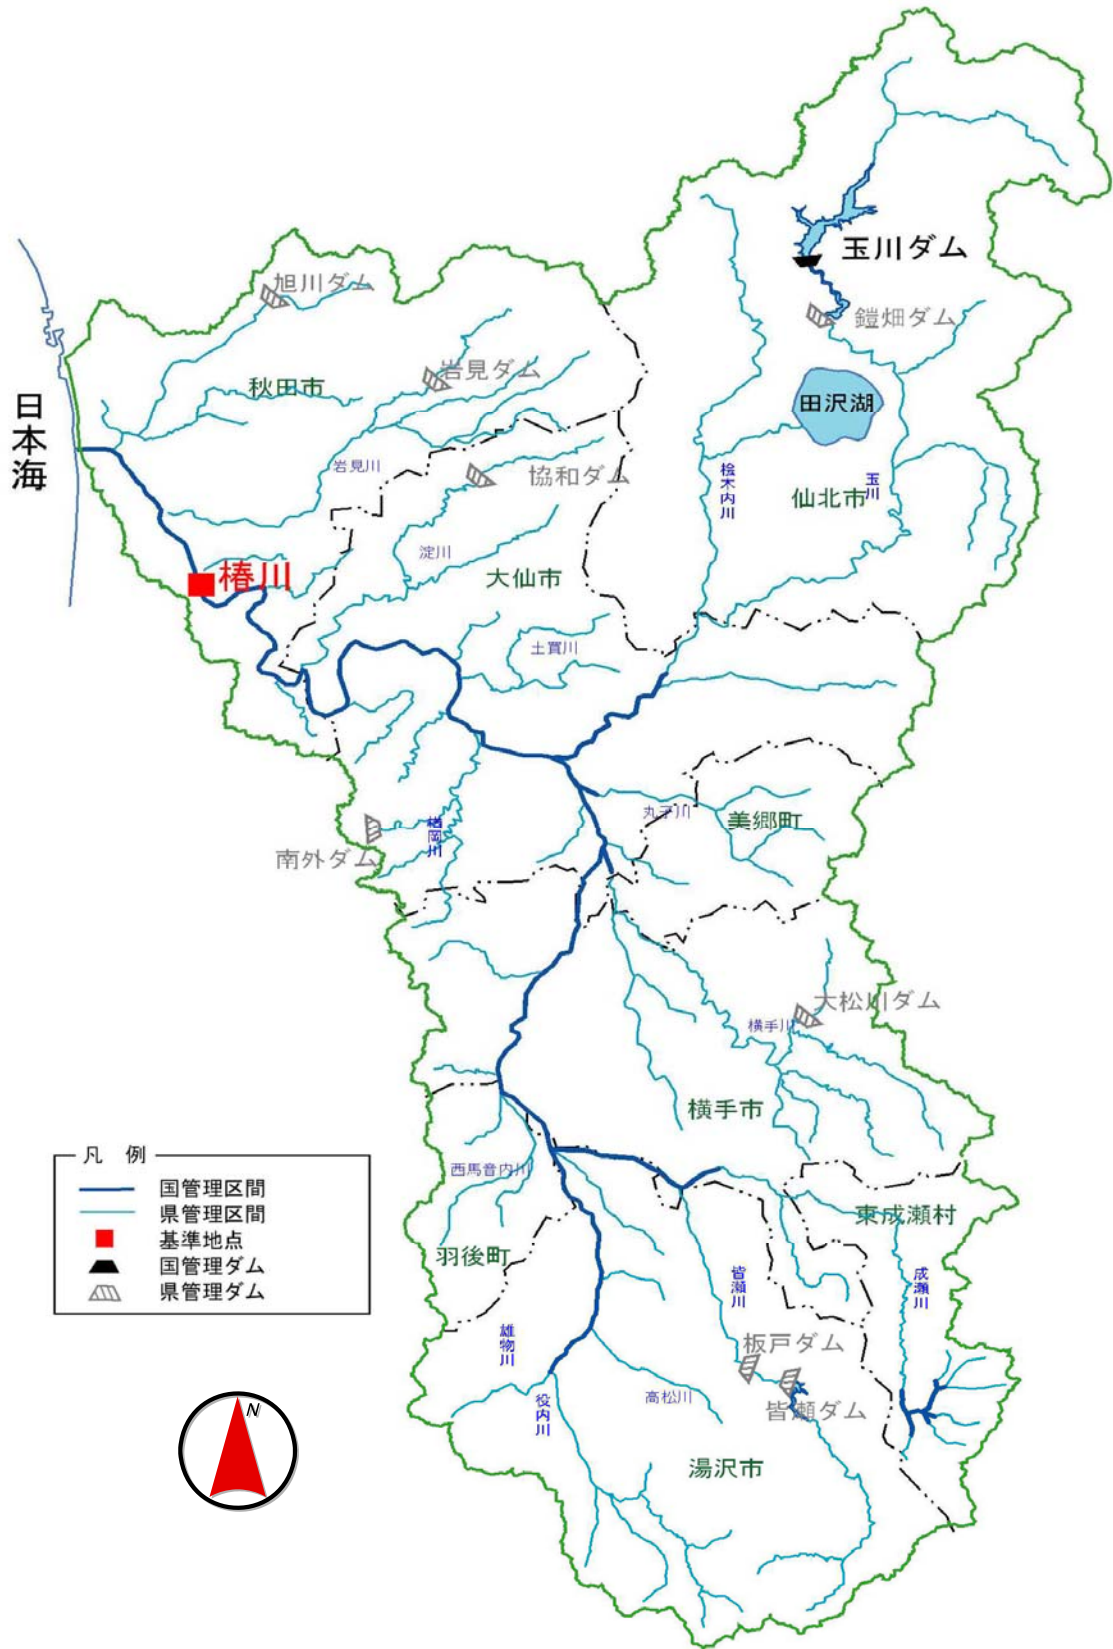 玉川ダム
旭川ダム
鎧畑ダム
岩見ダム
秋田市
田沢湖
日本海
岩見川
協和ダム
桧木内川
玉川
仙北市
淀川
大仙市
椿川
土買川
丸子川
美郷町
楢岡川
南外ダム
大松川ダム
横手川
横手市
西馬音内川
東成瀬村
羽後町
皆瀬川
成瀬川
雄物川
板戸ダム
役内川
高松川
皆瀬ダム
湯沢市
凡 例
国管理区間
県管理区間
基準地点
国管理ダム
県管理ダム
N